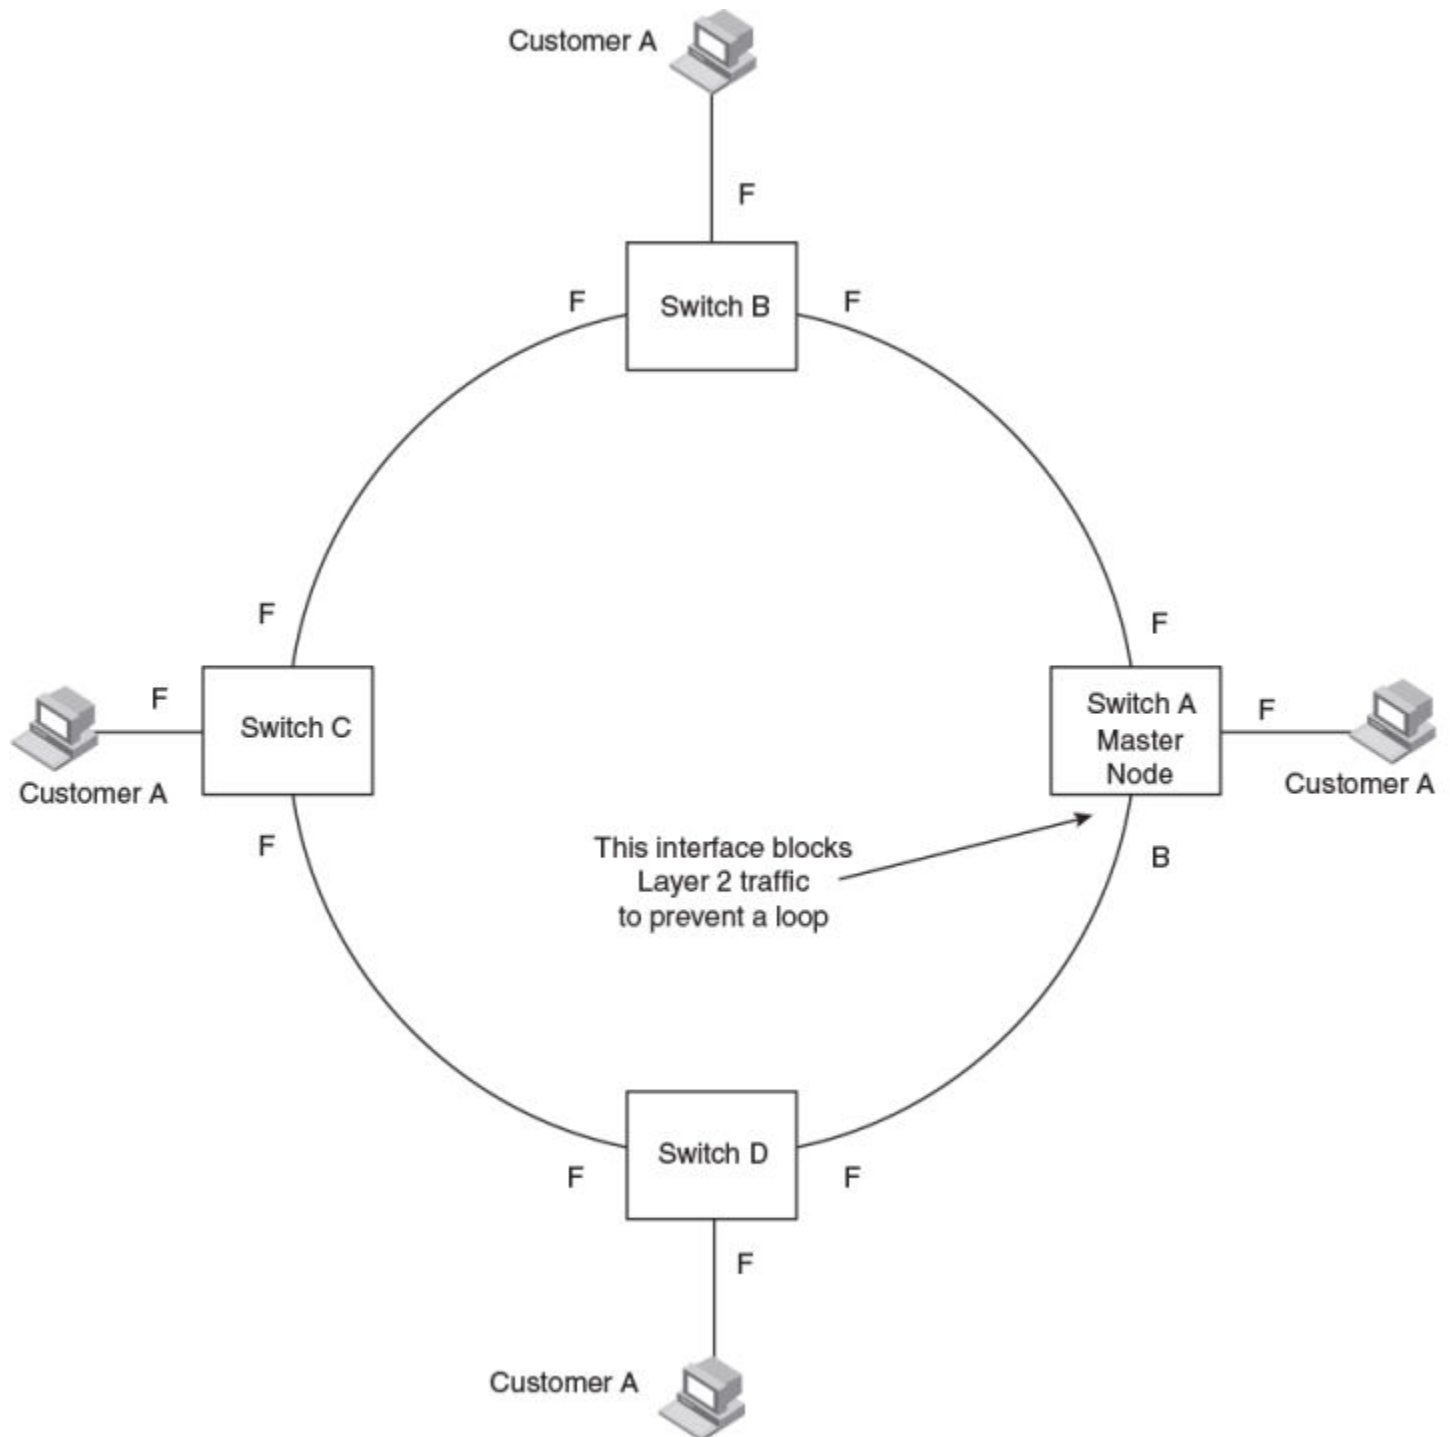 Customer A
F
F
Switch B
F
F
F
F
Switch C
Customer A
F
Switch A
Master
Node
F
Customer A
This interface blocks
Layer 2 traffic
to prevent a loop
B
F
Switch D
F
F
Customer A